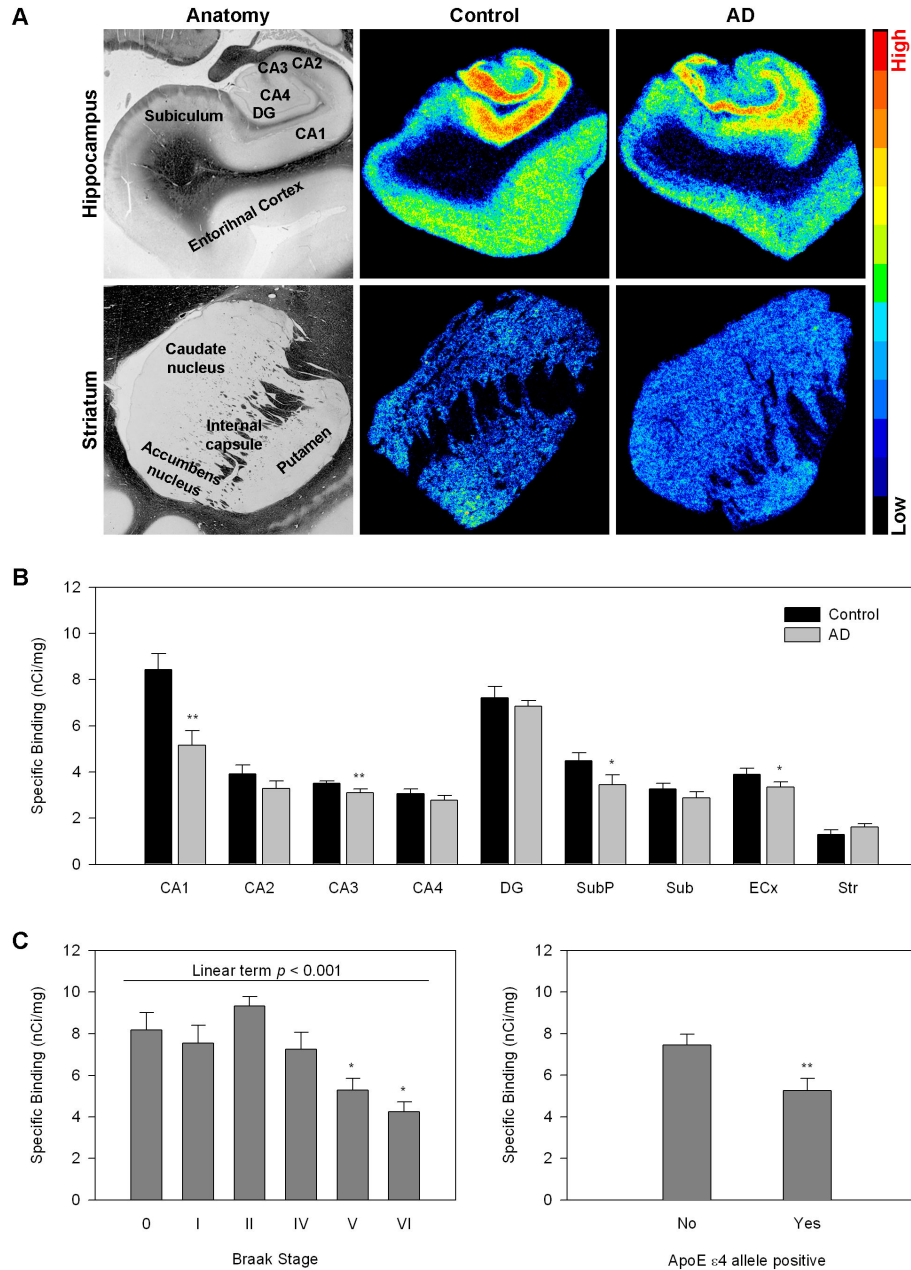 A
Anatomy
Control
AD
Hippocampus
CA3
CA2
CA4
DG
Subiculum
CA1
Entorihnal Cortex
High
Low
Striatum
Caudate
nucleus
Internal
capsule
Accumbens
nucleus
Putamen
B
12
10
8
6
4
2
0
Specific Binding (nCi/mg)
Control
AD
**
**
*
*
CA1
CA2
CA3
CA4
DG
SubP
Sub
ECx
Str
C
12
10
8
6
4
2
0
Specific Binding (nCi/mg)
Linear term p < 0.001
*
*
0
I
II
IV
V
VI
Braak Stage
12
10
8
6
4
2
0
Specific Binding (nCi/mg)
**
No
Yes
ApoE ε4 allele positive